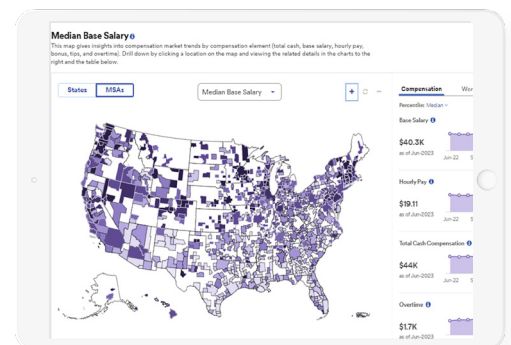 Median Base Salary
This map gives insights into compensation market trends by compensation element (total cash, base salary, hourly pay,
bonus, tips, and overtime). Drill down by clicking a location on the map and viewing the related details in the charts to the
right and the table below.
States
MSAs
Median Base Salary
+
−
Compensation
Wor
Percentile: Median
Base Salary
$40.3K
as of Jun-2023
Jun-22
S
Hourly Pay
$19.11
as of Jun-2023
Jun-22
S
Total Cash Compensation
$44K
as of Jun-2023
Jun-22
S
Overtime
$1.7K
as of Jun-2023
Jun-22
S